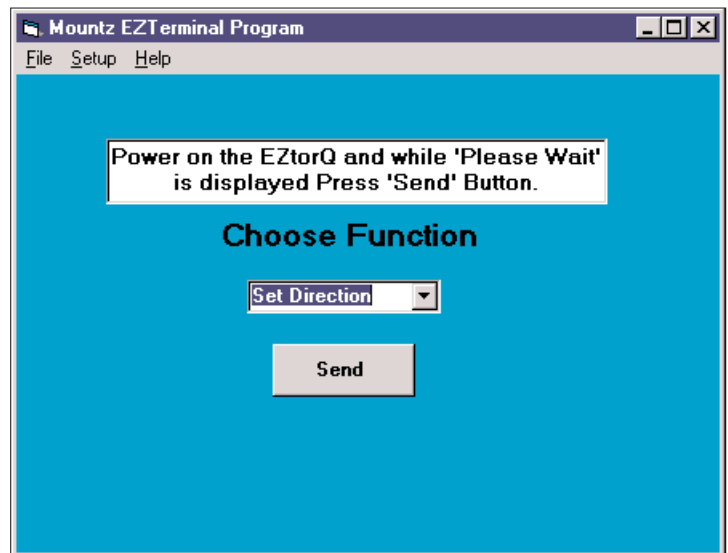 Mountz EZTerminal Program
File Setup Help
Power on the EZtorQ and while 'Please Wait'
is displayed Press 'Send' Button.
Choose Function
Set Direction
Send